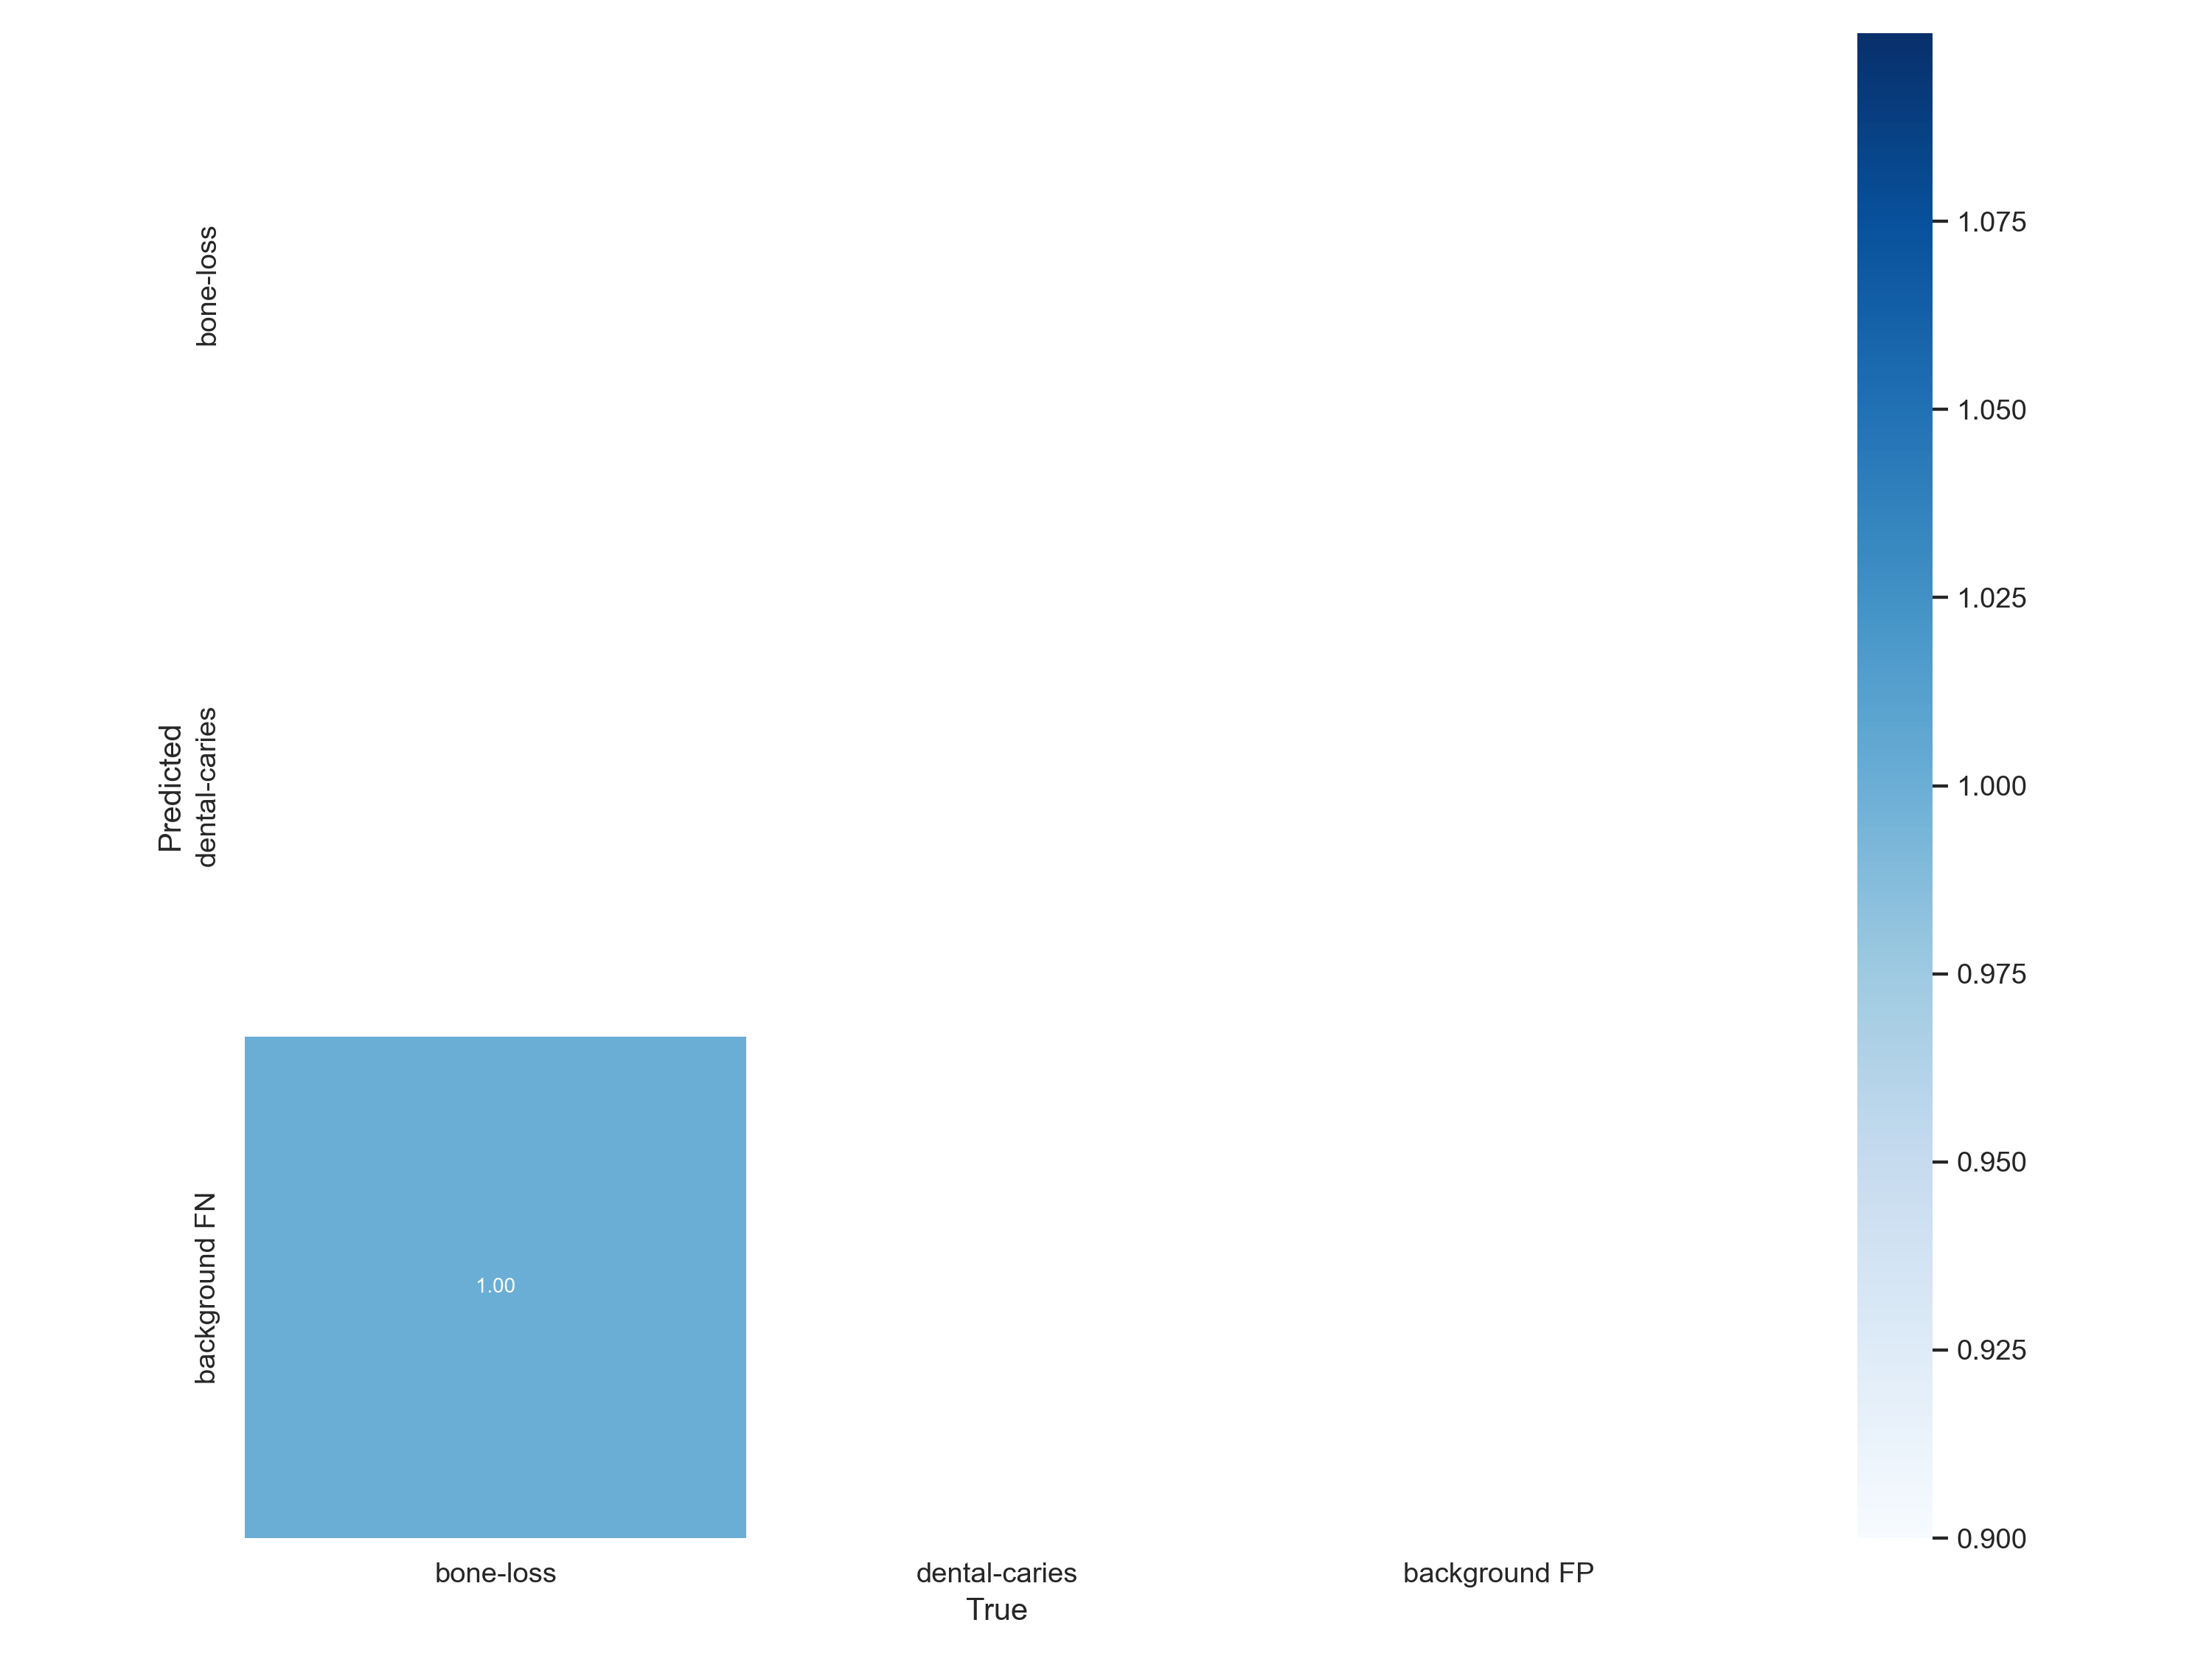 bone-loss
Predicted
dental-caries
background FN
1.00
bone-loss
dental-caries
background FP
True
1.075
1.050
1.025
1.000
0.975
0.950
0.925
0.900